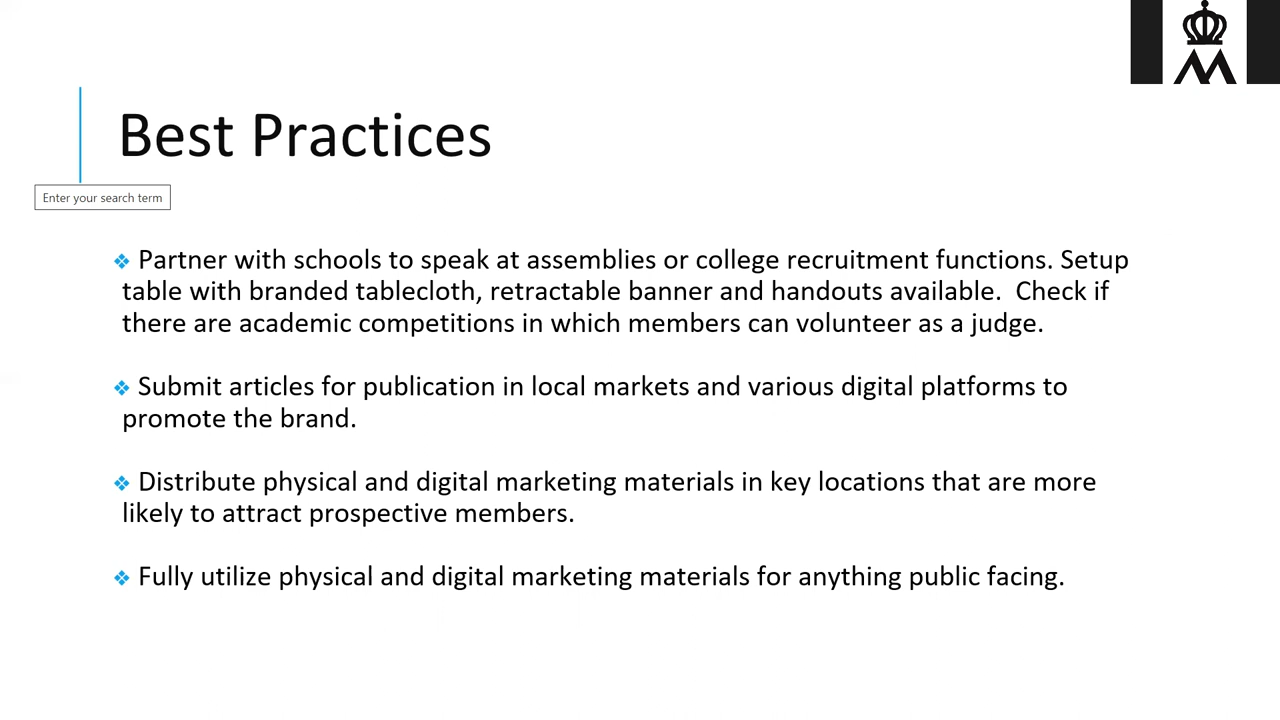 Best Practices
Enter your search term
❖ Partner with schools to speak at assemblies or college recruitment functions. Setup
table with branded tablecloth, retractable banner and handouts available.  Check if
there are academic competitions in which members can volunteer as a judge.
❖ Submit articles for publication in local markets and various digital platforms to
promote the brand.
❖ Distribute physical and digital marketing materials in key locations that are more
likely to attract prospective members.
❖ Fully utilize physical and digital marketing materials for anything public facing.